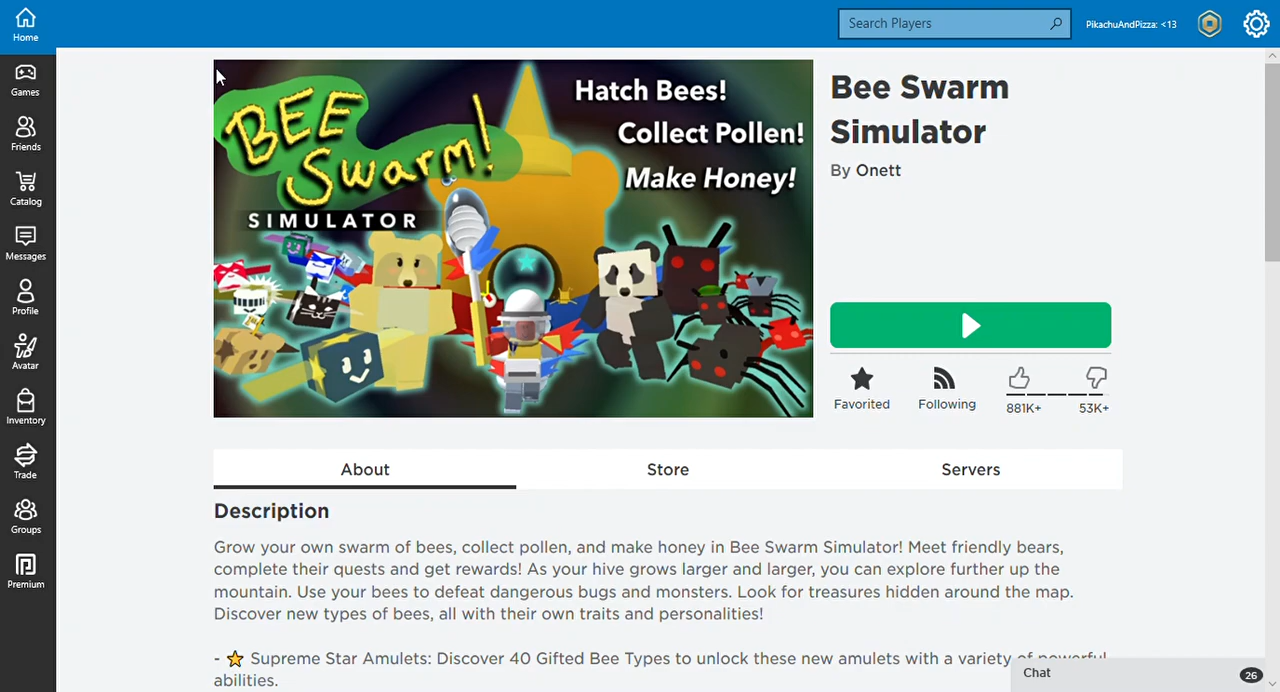 Home
Search Players
PikachuAndPizza: <13
Games
Friends
Catalog
Messages
Profile
Avatar
Inventory
Trade
Groups
Premium
BEE
Swarm!
SIMULATOR
Hatch Bees!
Collect Pollen!
Make Honey!
Bee Swarm
Simulator
By Onett
Favorited
Following
881K+
53K+
About
Store
Servers
Description
Grow your own swarm of bees, collect pollen, and make honey in Bee Swarm Simulator! Meet friendly bears,
complete their quests and get rewards! As your hive grows larger and larger, you can explore further up the
mountain. Use your bees to defeat dangerous bugs and monsters. Look for treasures hidden around the map.
Discover new types of bees, all with their own traits and personalities!
- ⭐ Supreme Star Amulets: Discover 40 Gifted Bee Types to unlock these new amulets with a variety of powerful
abilities.
Chat
26